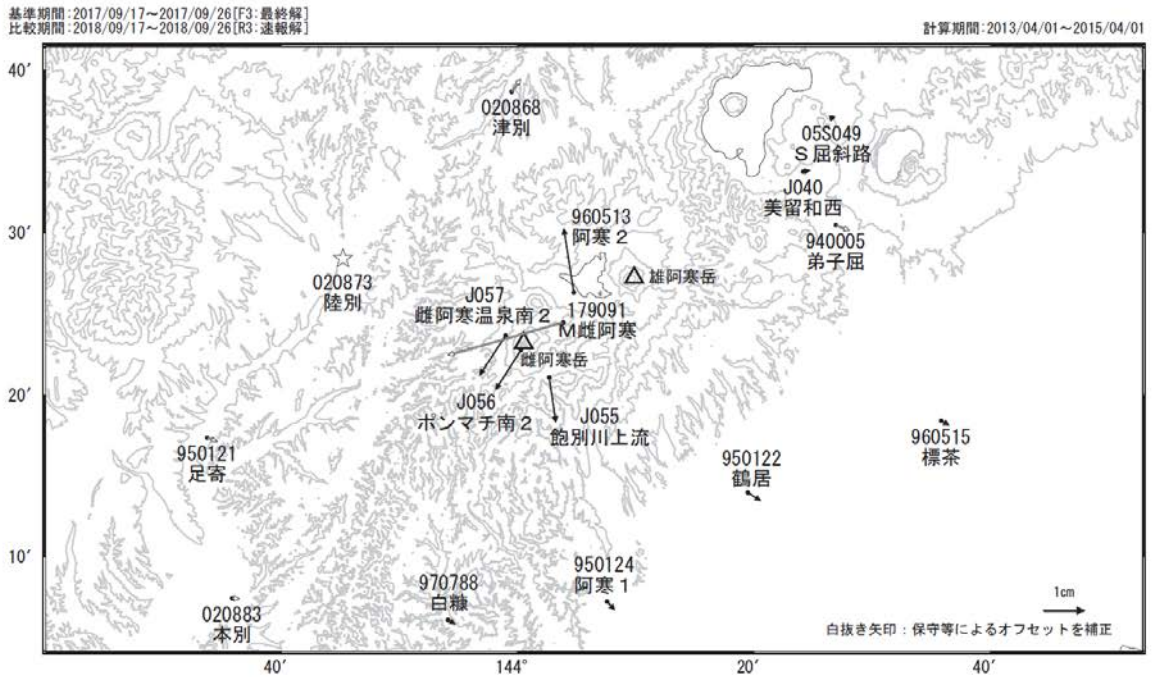 基準期間:2017/09/17~2017/09/26[F3:最終解]
比較期間:2018/09/17~2018/09/26[R3:速報解]
計算期間:2013/04/01~2015/04/01
40′
020868
津別
05S049
S屈斜路
J040
美留和西
30′
960513
阿寒2
940005
弟子屈
雄阿寒岳
020873
陸別
J057
雌阿寒温泉南2
179091
M雌阿寒
雌阿寒岳
20′
J056
ポンマチ南2
J055
飽別川上流
960515
標茶
950121
足寄
950122
鶴居
10′
950124
阿寒1
970788
白糠
020883
本別
1cm
白抜き矢印:保守等によるオフセットを補正
40′
144°
20′
40′